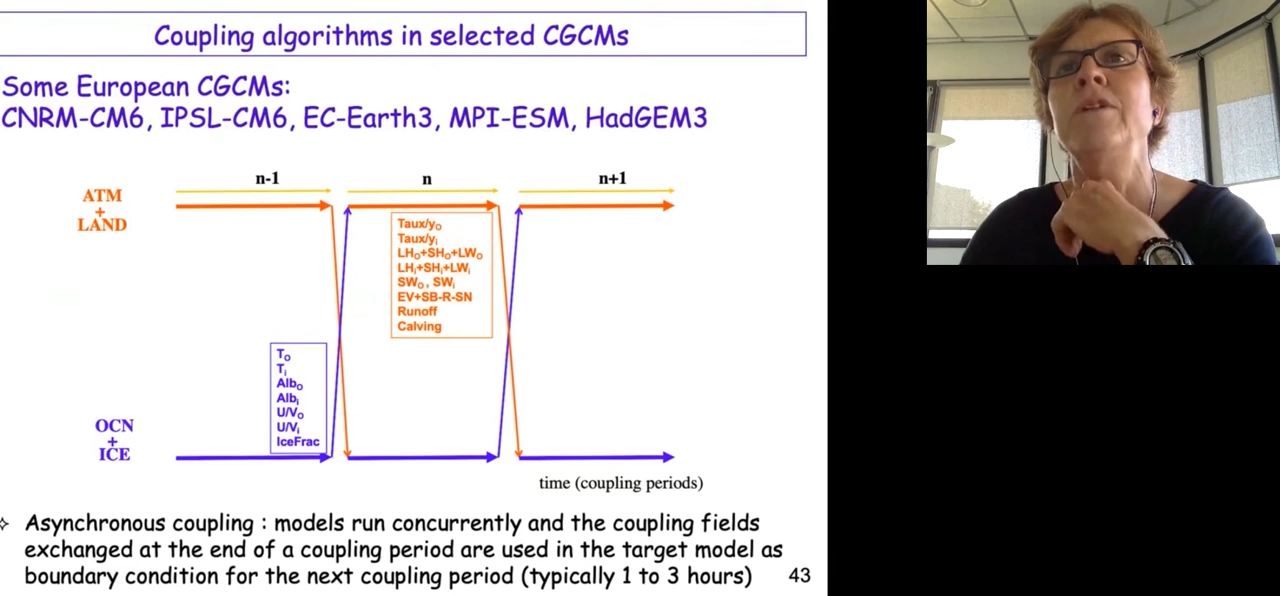 Coupling algorithms in selected CGCMs
Some European CGCMs:
CNRM-CM6, IPSL-CM6, EC-Earth3, MPI-ESM, HadGEM3
n-1
n
n+1
ATM
+
LAND
Taux/yo
Taux/yi
LHo+SHo+LWo
LHi+SHi+LWi
SWo, SWi
EV+SB-R-SN
Runoff
Calving
To
Ti
Albo
Albi
U/Vo
U/Vi
IceFrac
OCN
+
ICE
time (coupling periods)
Asynchronous coupling : models run concurrently and the coupling fields
exchanged at the end of a coupling period are used in the target model as
boundary condition for the next coupling period (typically 1 to 3 hours)
43